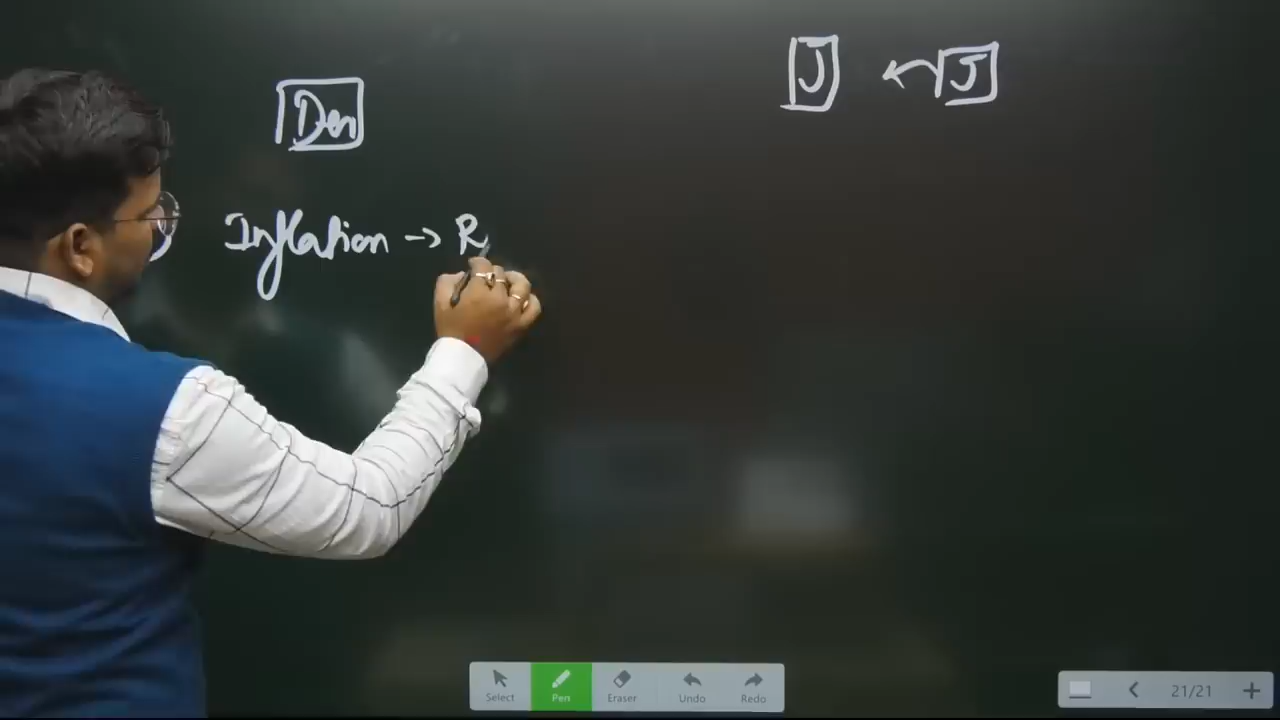 Den
J ← J
Inflation → R
Select Pen Eraser Undo Redo
21/21